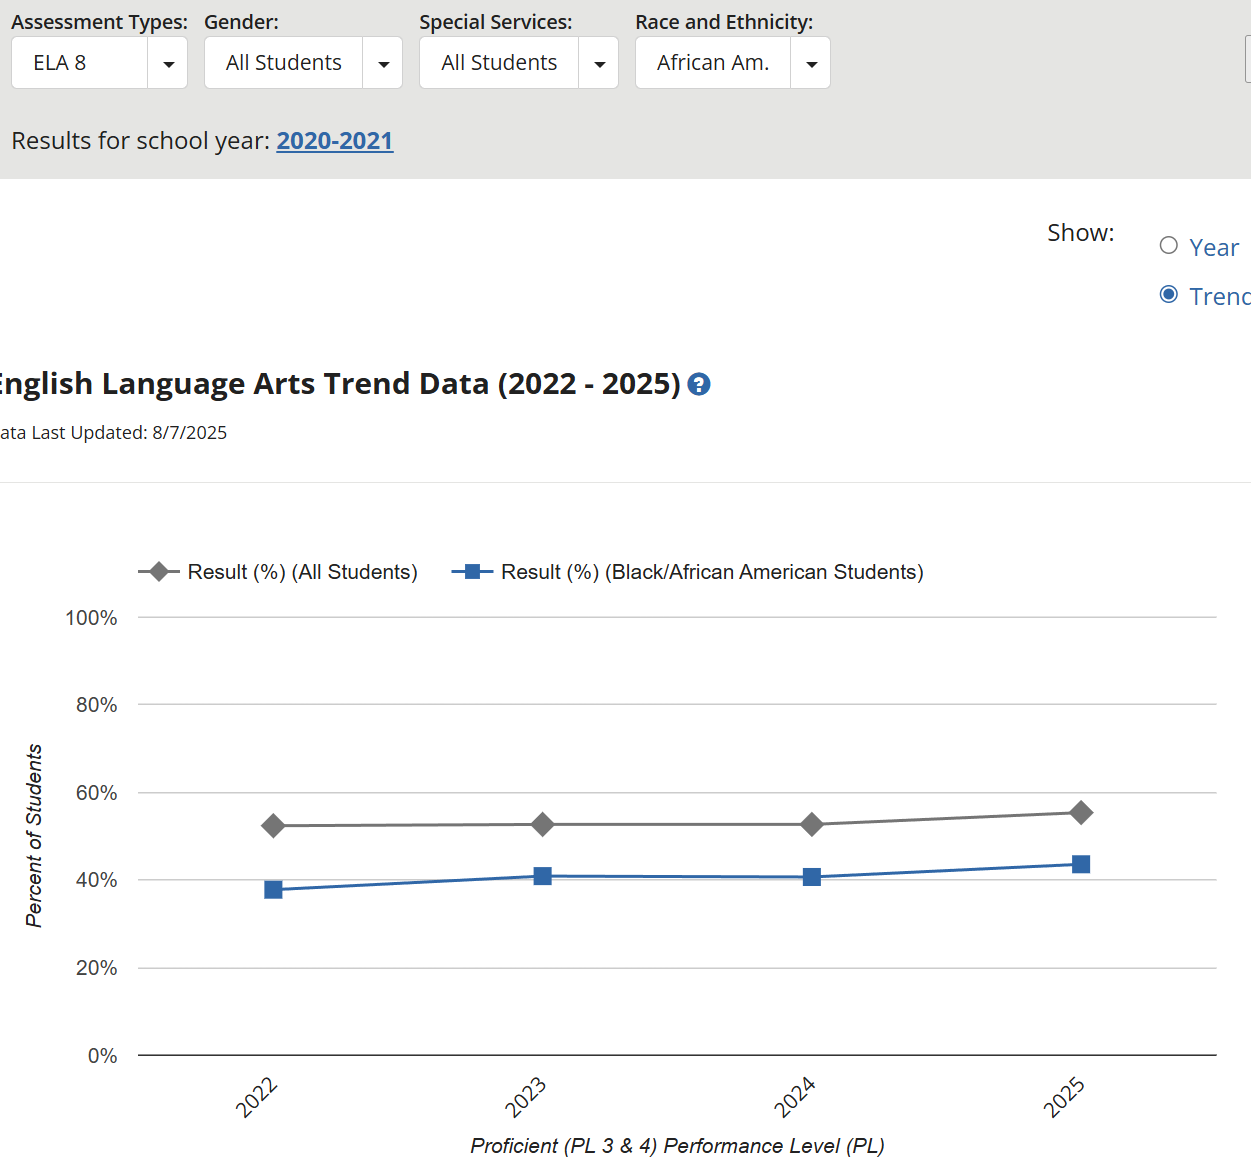 Assessment Types: Gender: Special Services: Race and Ethnicity:
ELA 8 All Students All Students African Am.
Results for school year: 2020-2021
Show:
Year
Trend
English Language Arts Trend Data (2022 - 2025) ?
ata Last Updated: 8/7/2025
Result (%) (All Students) Result (%) (Black/African American Students)
100%
80%
60%
40%
20%
0%
Percent of Students
2022 2023 2024 2025
Proficient (PL 3 & 4) Performance Level (PL)